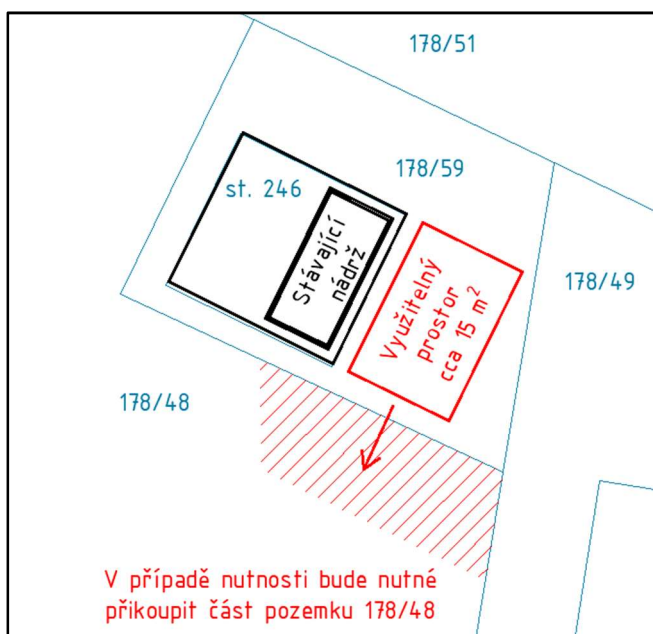 178/51
178/59
st. 246
Stávající
nádrž
Využitelný
prostor
cca 15 m²
178/49
178/48
V případě nutnosti bude nutné
přikoupit část pozemku 178/48